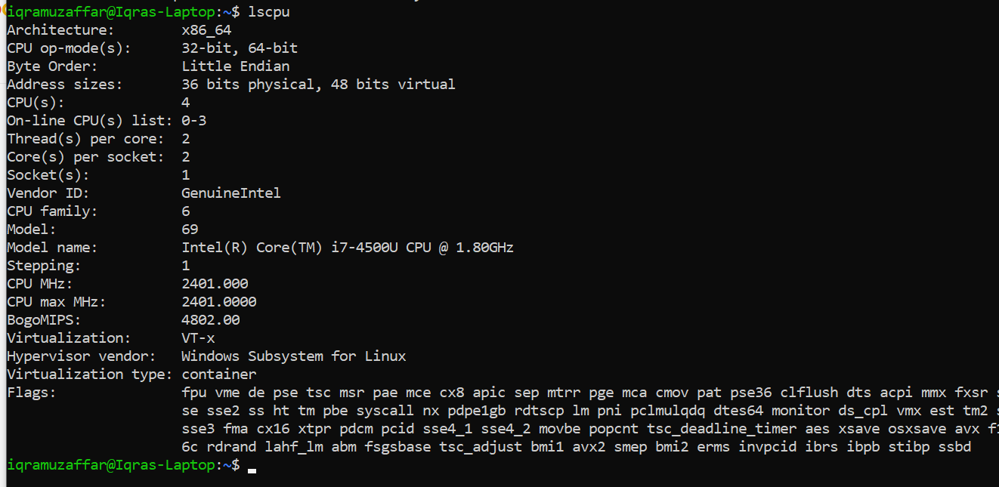 iqramuzaffar@Iqras-Laptop:~$ lscpu
Architecture:        x86_64
CPU op-mode(s):      32-bit, 64-bit
Byte Order:          Little Endian
Address sizes:       36 bits physical, 48 bits virtual
CPU(s):              4
On-line CPU(s) list: 0-3
Thread(s) per core:  2
Core(s) per socket:  2
Socket(s):           1
Vendor ID:           GenuineIntel
CPU family:          6
Model:               69
Model name:          Intel(R) Core(TM) i7-4500U CPU @ 1.80GHz
Stepping:            1
CPU MHz:             2401.000
CPU max MHz:         2401.0000
BogoMIPS:            4802.00
Virtualization:      VT-x
Hypervisor vendor:   Windows Subsystem for Linux
Virtualization type: container
Flags:               fpu vme de pse tsc msr pae mce cx8 apic sep mtrr pge mca cmov pat pse36 clflush dts acpi mmx fxsr s
                     se sse2 ss ht tm pbe syscall nx pdpe1gb rdtscp lm pni pclmulqdq dtes64 monitor ds_cpl vmx est tm2 s
                     sse3 fma cx16 xtpr pdcm pcid sse4_1 sse4_2 movbe popcnt tsc_deadline_timer aes xsave osxsave avx f1
                     6c rdrand lahf_lm abm fsgsbase tsc_adjust bmi1 avx2 smep bmi2 erms invpcid ibrs ibpb stibp ssbd
iqramuzaffar@Iqras-Laptop:~$